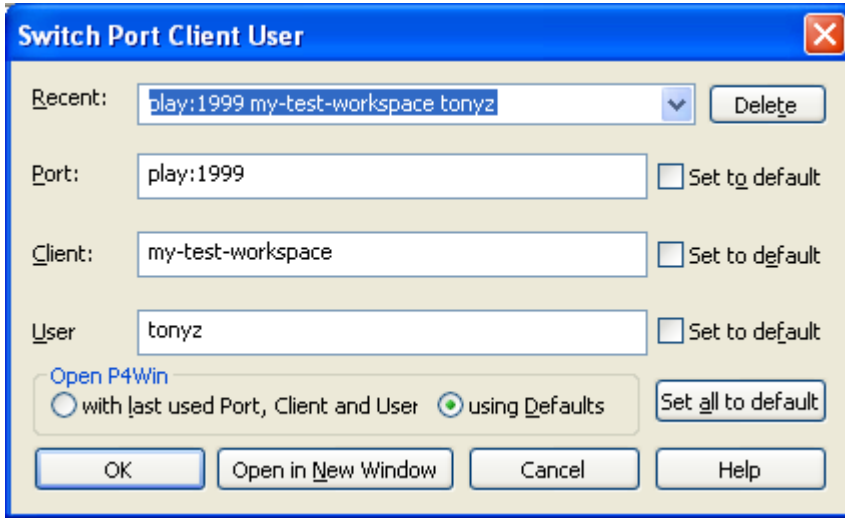 Switch Port Client User
Recent: play:1999 my-test-workspace tonyz Delete
Port: play:1999 Set to default
Client: my-test-workspace Set to default
User tonyz Set to default
Open P4Win
with last used Port, Client and User using Defaults Set all to default
OK Open in New Window Cancel Help